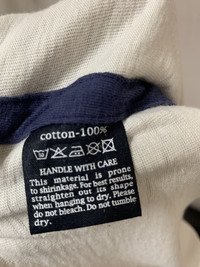 cotton-100%
HANDLE WITH CARE
This material is prone
to shirinkage. For best results,
straighten out its shape
when hanging to dry. Please
do not bleach. Do not tumble
dry.